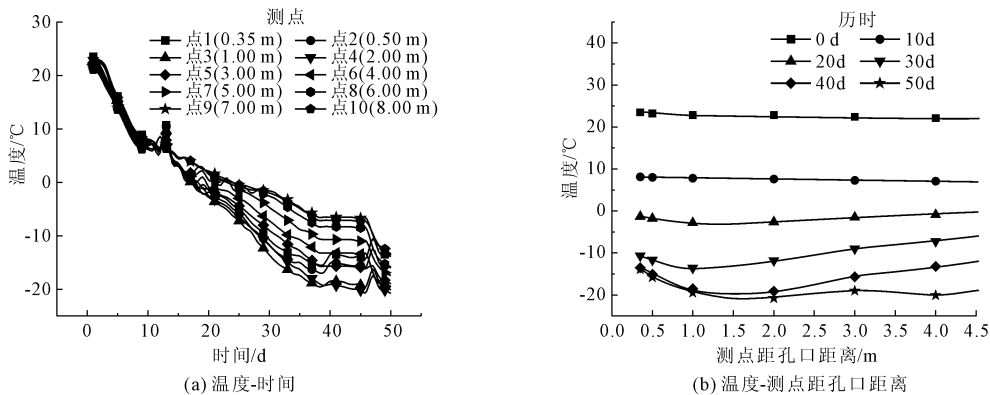 测点
点1(0.35 m) 点2(0.50 m)
点3(1.00 m) 点4(2.00 m)
点5(3.00 m) 点6(4.00 m)
点7(5.00 m) 点8(6.00 m)
点9(7.00 m) 点10(8.00 m)
30
20
10
0
-10
-20
温度/℃
0 10 20 30 40 50
时间/d
(a) 温度-时间
历时
0 d 10d
20d 30d
40d 50d
40
30
20
10
0
-10
-20
温度/℃
0.0 0.5 1.0 1.5 2.0 2.5 3.0 3.5 4.0 4.5
测点距孔口距离/m
(b) 温度-测点距孔口距离